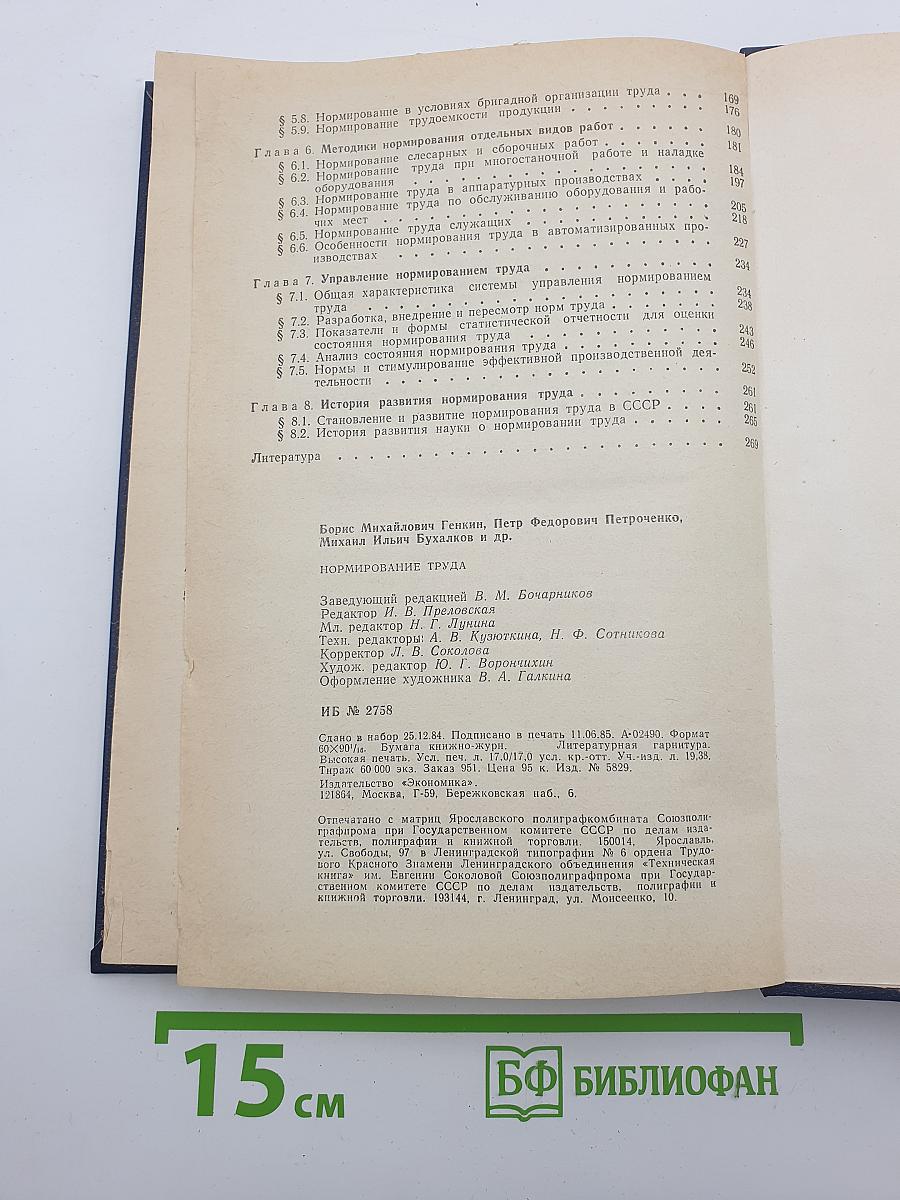 § 5.8. Нормирование в условиях бригадной организации труда . . . 169
§ 5.9. Нормирование трудоемкости продукции . . . . . . . . 176
Глава 6. Методики нормирования отдельных видов работ . . . . . . 180
§ 6.1. Нормирование слесарных и сборочных работ . . . . . . . 181
§ 6.2. Нормирование труда при многостаночной работе и наладке
оборудования . . . . . . . . . . . . . . . . . . 184
§ 6.3. Нормирование труда в аппаратурных производствах . . . . 197
§ 6.4. Нормирование труда по обслуживанию оборудования и рабо-
чих мест . . . . . . . . . . . . . . . . . . . . 205
§ 6.5. Нормирование труда служащих . . . . . . . . . . . 218
§ 6.6. Особенности нормирования труда в автоматизированных про-
изводствах . . . . . . . . . . . . . . . . . . . 227
Глава 7. Управление нормированием труда . . . . . . . . . . . 234
§ 7.1. Общая характеристика системы управления нормированием
труда . . . . . . . . . . . . . . . . . . . . . 234
§ 7.2. Разработка, внедрение и пересмотр норм труда . . . . . . 238
§ 7.3. Показатели и формы статистической отчетности для оценки
состояния нормирования труда . . . . . . . . . . . . 243
§ 7.4. Анализ состояния нормирования труда . . . . . . . . . 246
§ 7.5. Нормы и стимулирование эффективной производственной дея-
тельности . . . . . . . . . . . . . . . . . . . . 252
Глава 8. История развития нормирования труда . . . . . . . . . 261
§ 8.1. Становление и развитие нормирования труда в СССР . . . . 261
§ 8.2. История развития науки о нормировании труда . . . . . . 265
Литература . . . . . . . . . . . . . . . . . . . . . . . 269
Борис Михайлович Генкин, Петр Федорович Петроченко,
Михаил Ильич Бухалков и др.
НОРМИРОВАНИЕ ТРУДА
Заведующий редакцией В. М. Бочарников
Редактор И. В. Преловская
Мл. редактор Н. Г. Лунина
Техн. редакторы: А. В. Кузюткина, Н. Ф. Сотникова
Корректор Л. В. Соколова
Худож. редактор Ю. Г. Ворончихин
Оформление художника В. А. Галкина
ИБ № 2758
Сдано в набор 25.12.84. Подписано в печать 11.06.85. А-02490. Формат
60×90¹/₁₆. Бумага книжно-журн. Литературная гарнитура.
Высокая печать. Усл. печ. л. 17,0/17,0 усл. кр.-отт. Уч.-изд. л. 19,38.
Тираж 60 000 экз. Заказ 951. Цена 95 к. Изд. № 5829.
Издательство «Экономика».
121864, Москва, Г-59, Бережковская наб., 6.
Отпечатано с матриц Ярославского полиграфкомбината Союзполи-
графпрома при Государственном комитете СССР по делам изда-
тельств, полиграфии и книжной торговли. 150014, Ярославль,
ул. Свободы, 97 в Ленинградской типографии № 6 ордена Трудо-
вого Красного Знамени Ленинградского объединения «Техническая
книга» им. Евгении Соколовой Союзполиграфпрома при Государ-
ственном комитете СССР по делам издательств, полиграфии и
книжной торговли. 193144, г. Ленинград, ул. Моисеенко, 10.
15 см
БФ БИБЛИОФАН